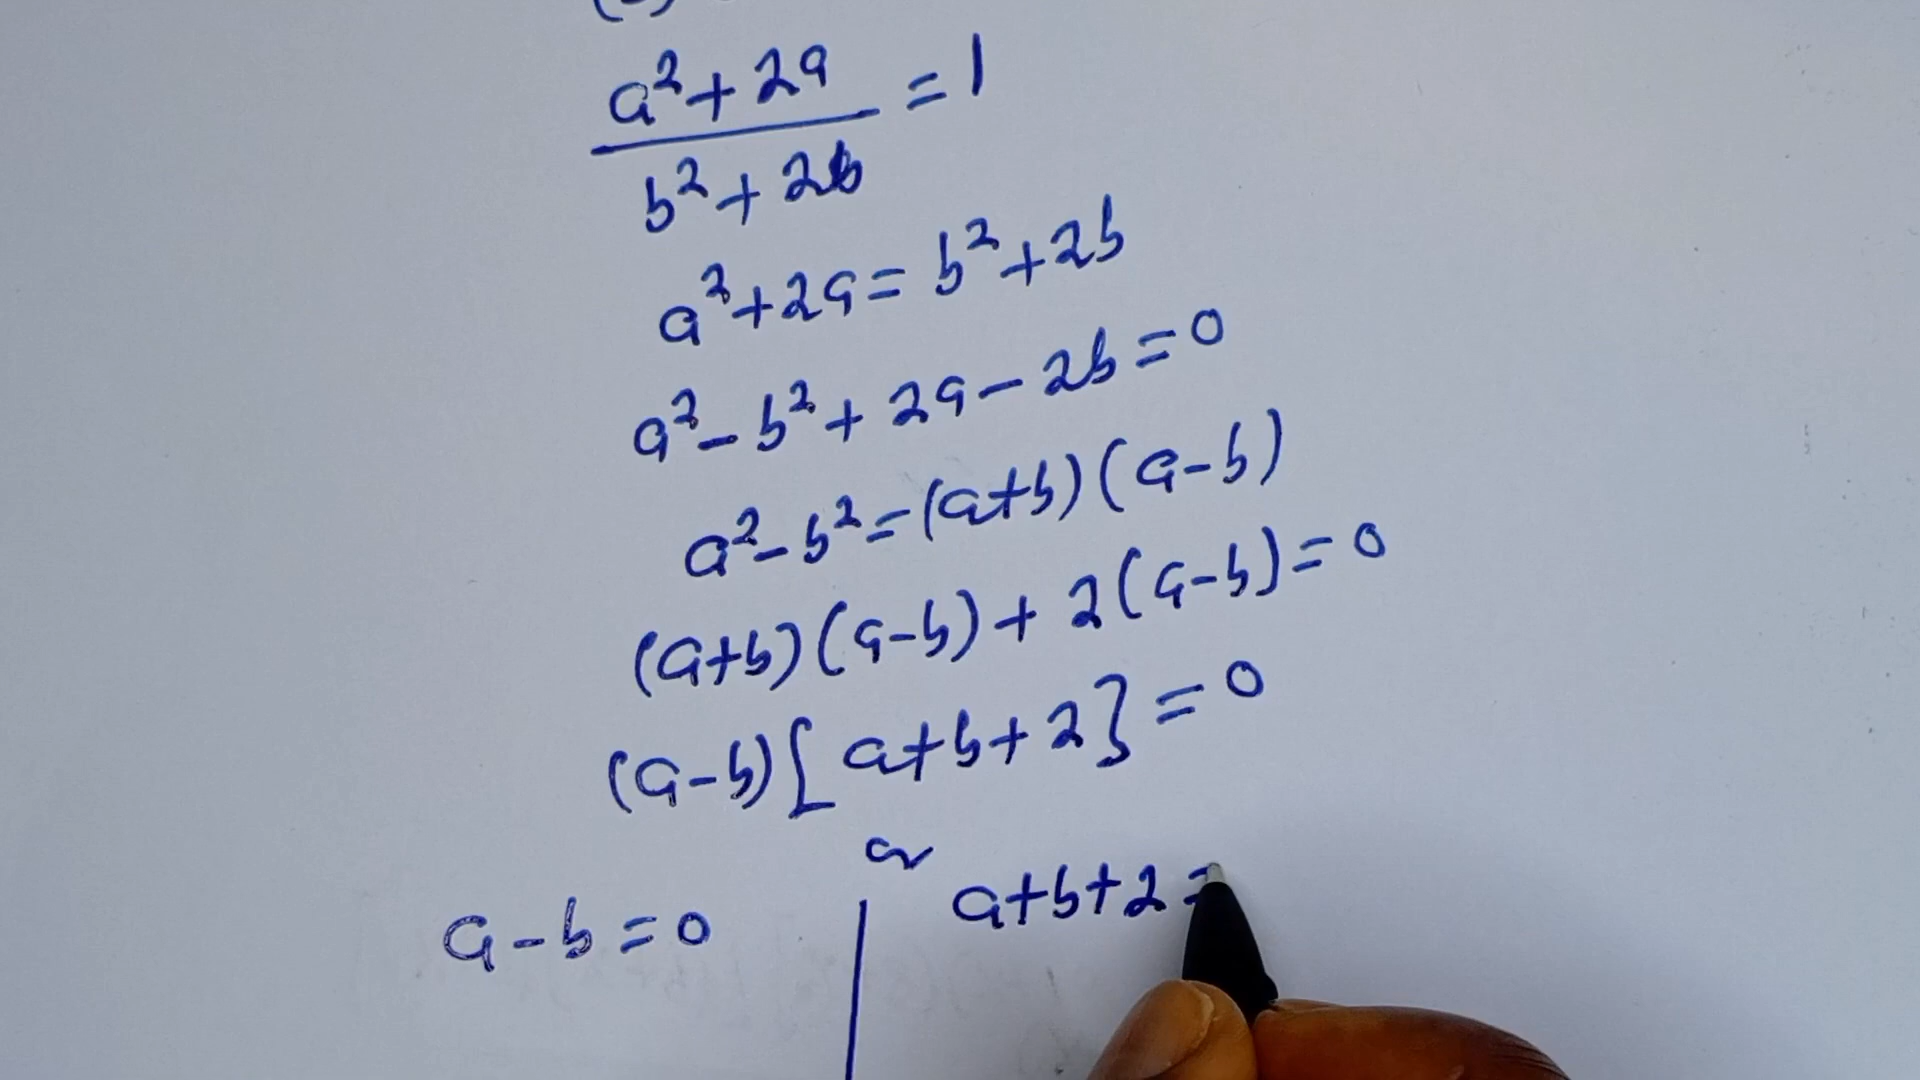 a²+2a
b²+2b
=1
a²+2a=b²+2b
a²-b²+2a-2b=0
a²-b²=(a+b)(a-b)
(a+b)(a-b)+2(a-b)=0
(a-b)[a+b+2}=0
or
a-b=0 | a+b+2=